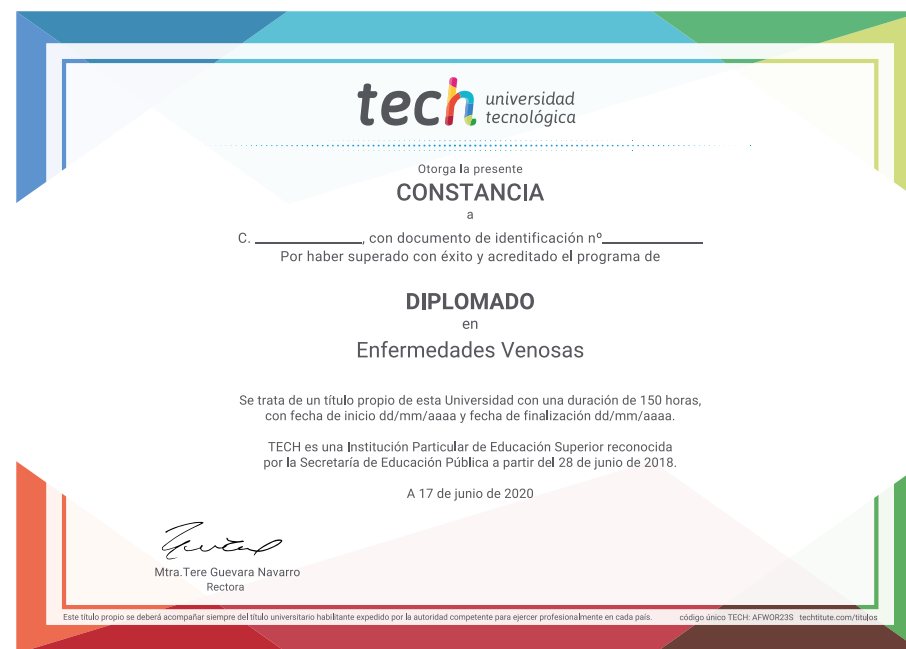 tech universidad
tecnológica
Otorga la presente
CONSTANCIA
a
C. ____________, con documento de identificación nº____________
Por haber superado con éxito y acreditado el programa de
DIPLOMADO
en
Enfermedades Venosas
Se trata de un título propio de esta Universidad con una duración de 150 horas,
con fecha de inicio dd/mm/aaaa y fecha de finalización dd/mm/aaaa.
TECH es una Institución Particular de Educación Superior reconocida
por la Secretaría de Educación Pública a partir del 28 de junio de 2018.
A 17 de junio de 2020
Mtra.Tere Guevara Navarro
Rectora
Este título propio se deberá acompañar siempre del título universitario habilitante expedido por la autoridad competente para ejercer profesionalmente en cada país. código único TECH: AFWOR23S techtitute.com/titulos